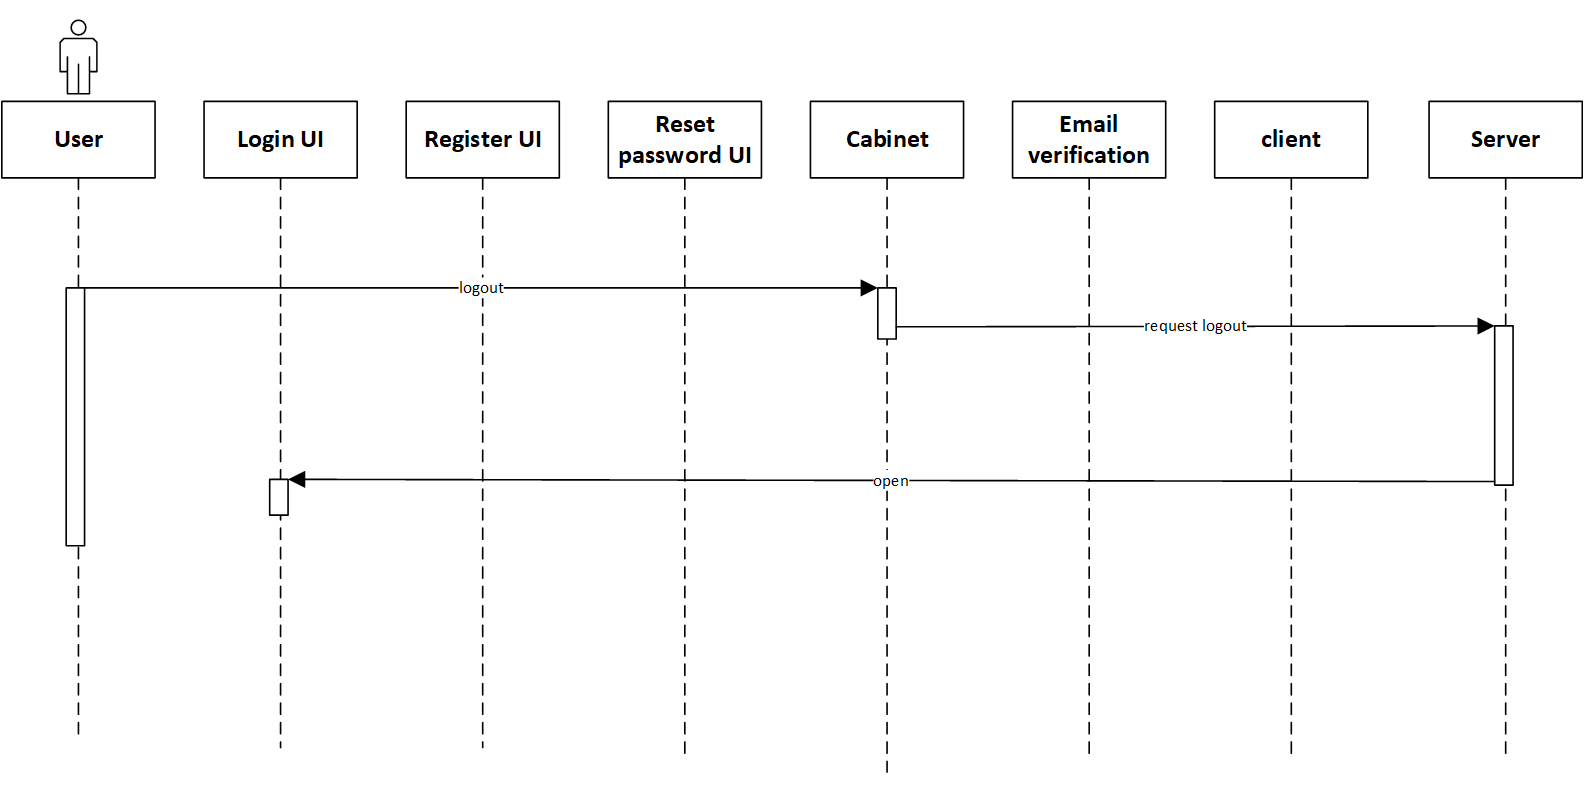 User
Login UI
Register UI
Reset
password UI
Cabinet
Email
verification
client
Server
logout
request logout
open